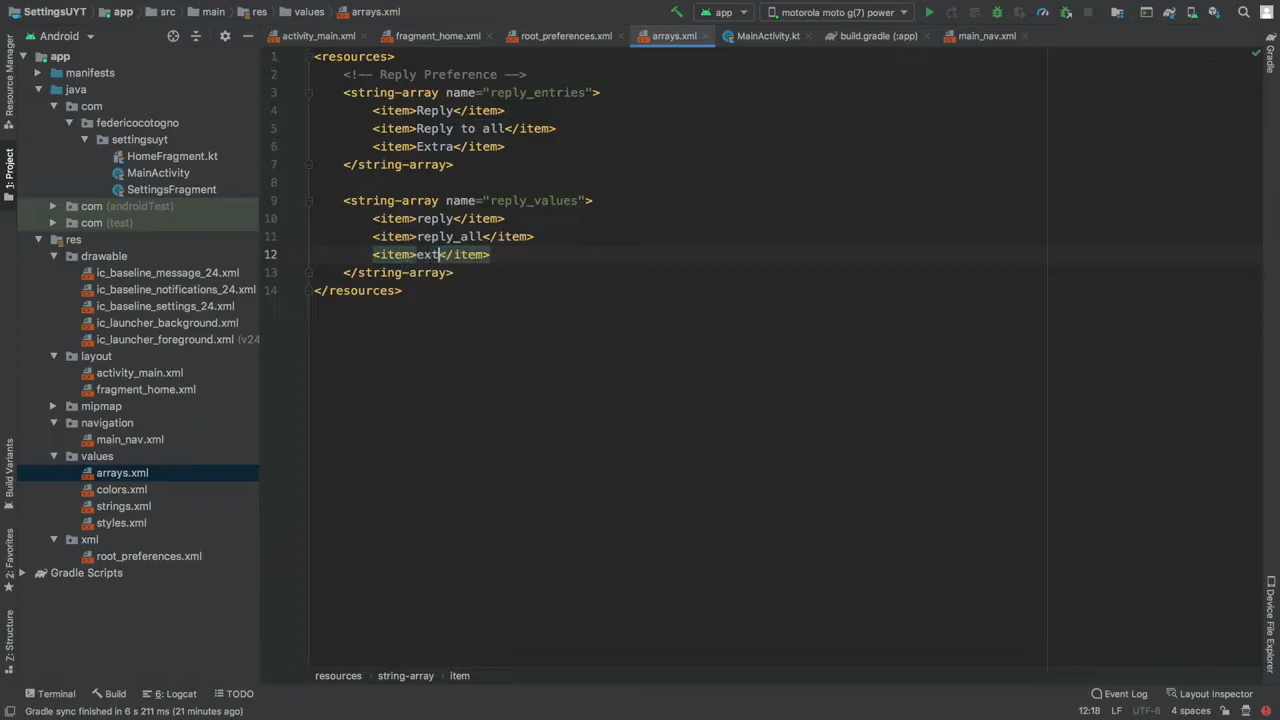 SettingsUYT app src main res values arrays.xml app motorola moto g(7) power
Android activity_main.xml fragment_home.xml root_preferences.xml arrays.xml MainActivity.kt build.gradle (:app) main_nav.xml
Resource Manager
1: Project
Build Variants
2: Favorites
Z: Structure
app
manifests
java
com
federicocotogno
settingsuyt
HomeFragment.kt
MainActivity
SettingsFragment
com (androidTest)
com (test)
res
drawable
ic_baseline_message_24.xml
ic_baseline_notifications_24.xml
ic_baseline_settings_24.xml
ic_launcher_background.xml
ic_launcher_foreground.xml (v24
layout
activity_main.xml
fragment_home.xml
mipmap
navigation
main_nav.xml
values
arrays.xml
colors.xml
strings.xml
styles.xml
xml
root_preferences.xml
Gradle Scripts
1 <resources>
2 <!-- Reply Preference -->
3 <string-array name="reply_entries">
4 <item>Reply</item>
5 <item>Reply to all</item>
6 <item>Extra</item>
7 </string-array>
8
9 <string-array name="reply_values">
10 <item>reply</item>
11 <item>reply_all</item>
12 <item>ext</item>
13 </string-array>
14 </resources>
Gradle
Device File Explorer
resources string-array item
Terminal Build 6: Logcat TODO Event Log Layout Inspector
Gradle sync finished in 6 s 211 ms (21 minutes ago) 12:18 LF UTF-8 4 spaces